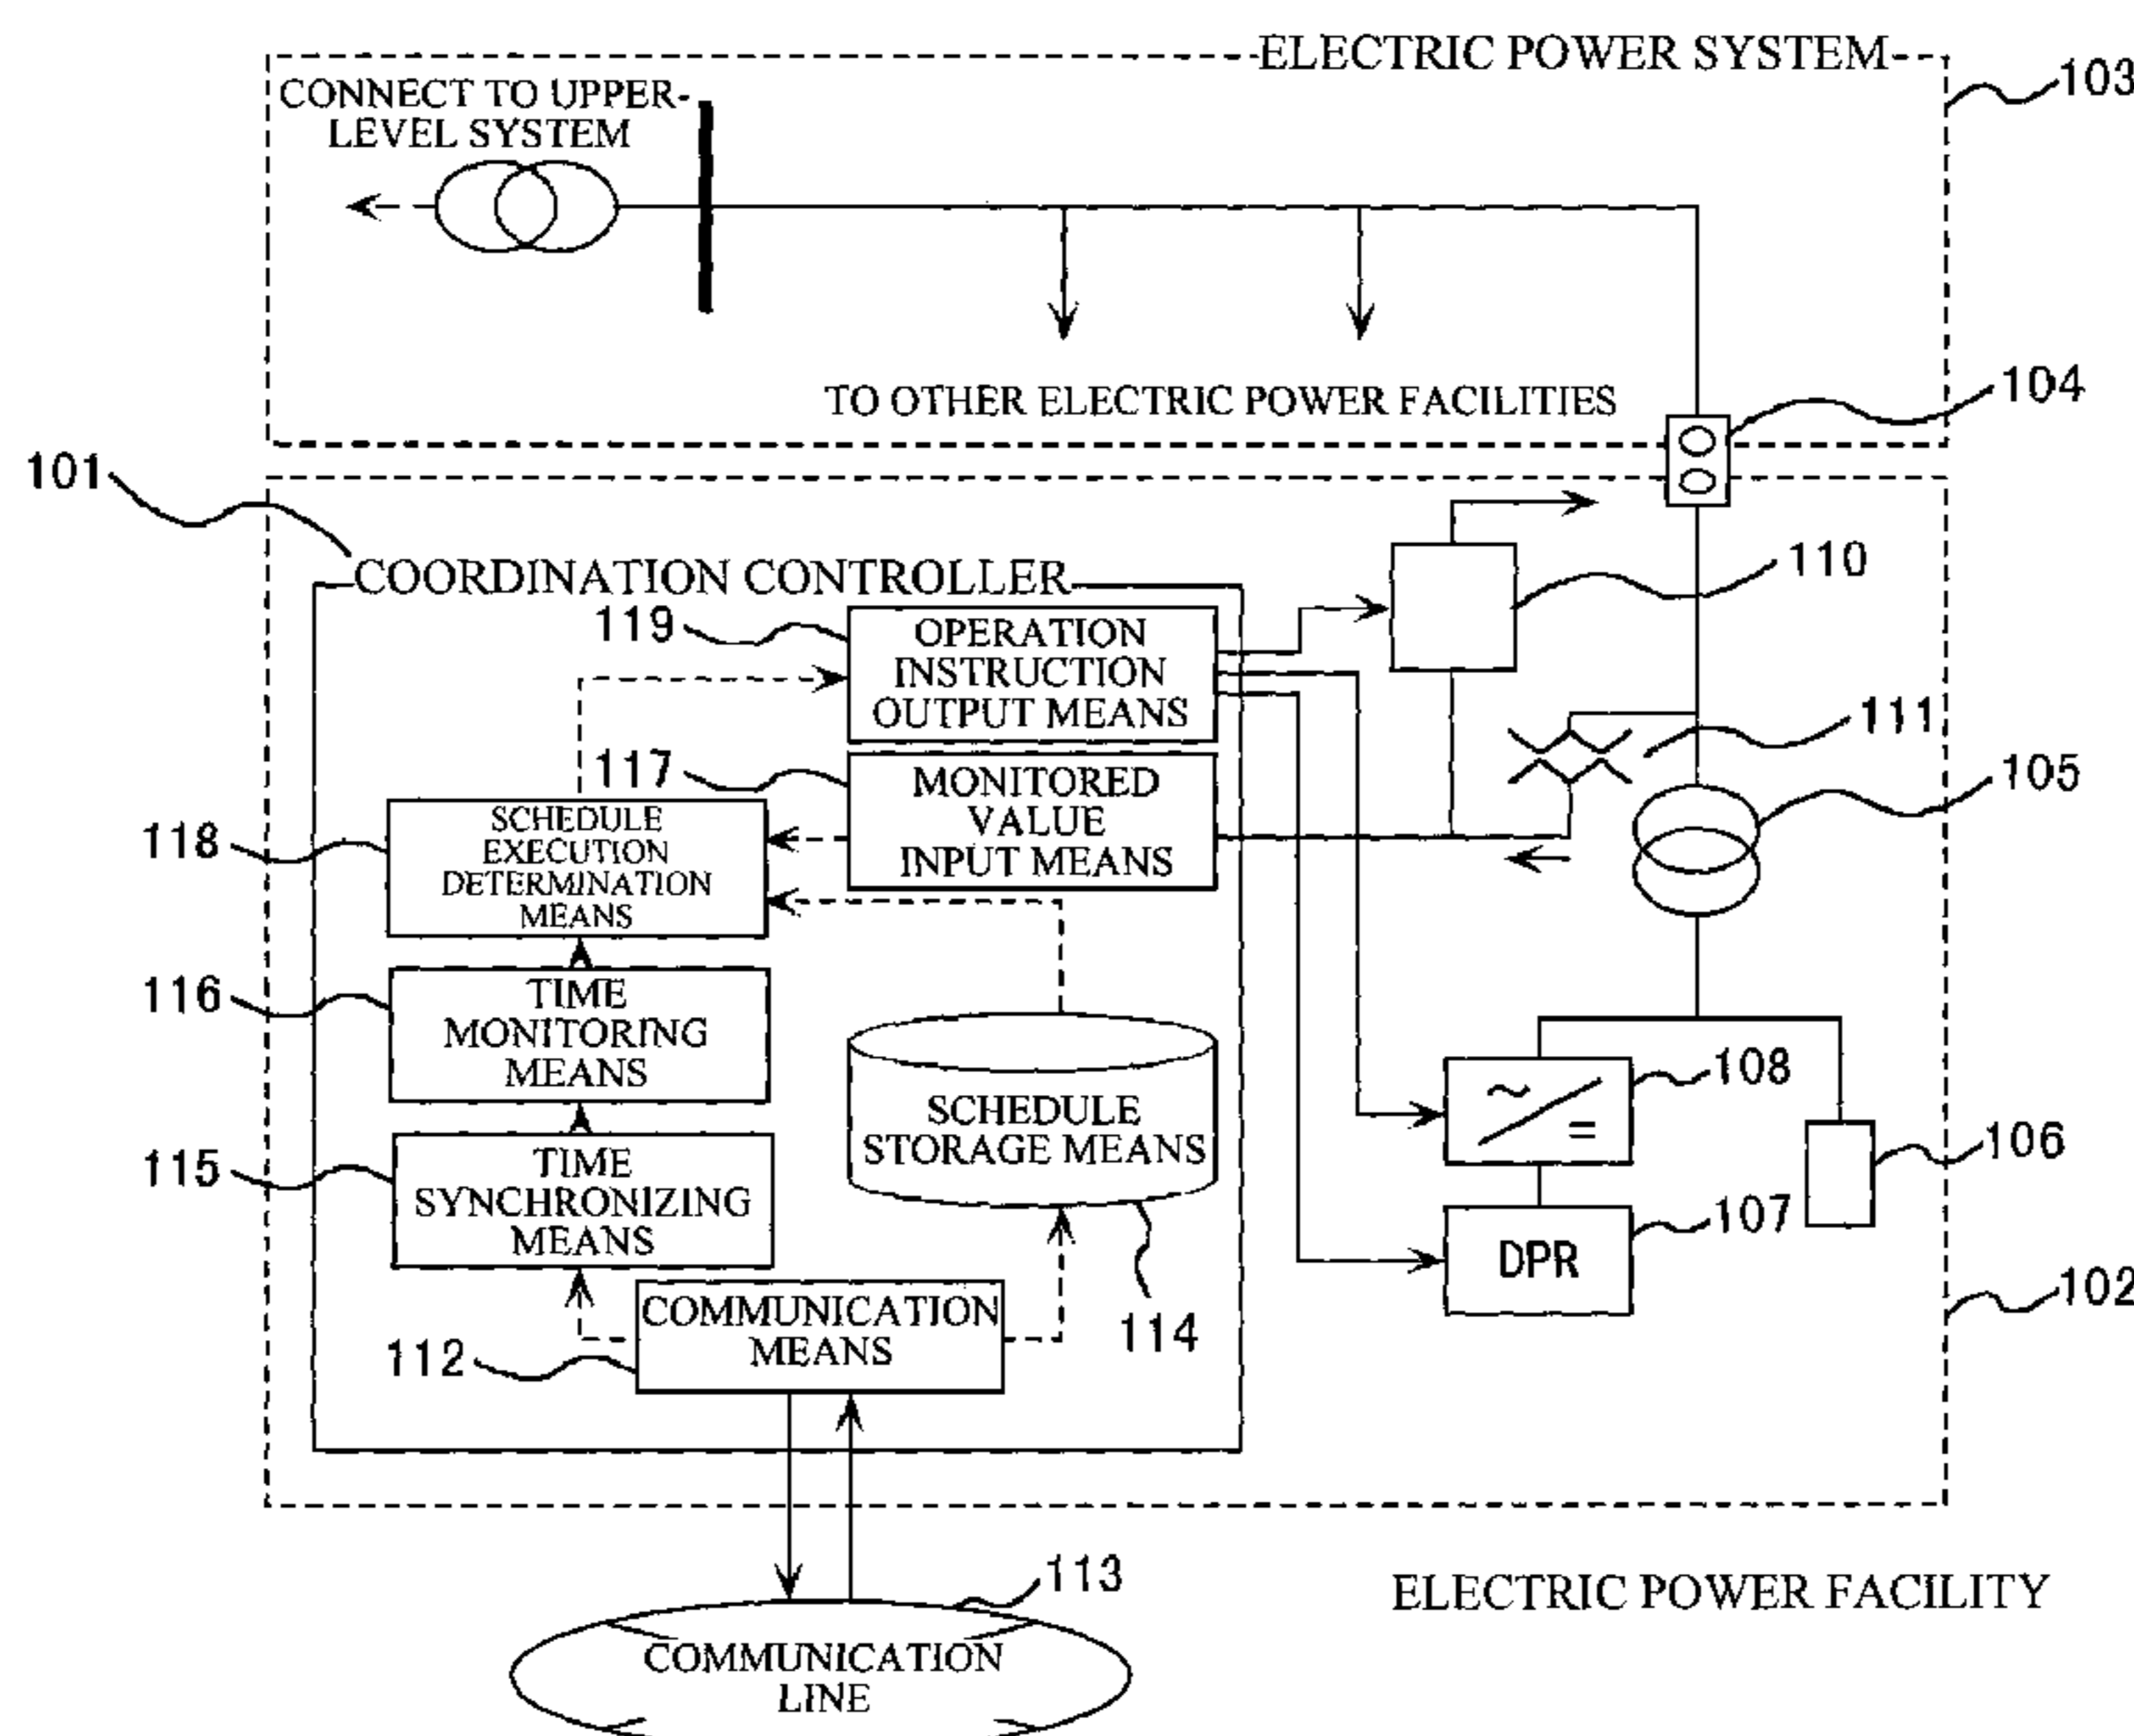 ELECTRIC POWER SYSTEM
103
CONNECT TO UPPER-
LEVEL SYSTEM
TO OTHER ELECTRIC POWER FACILITIES
104
101
COORDINATION CONTROLLER
110
119
OPERATION
INSTRUCTION
OUTPUT MEANS
111
117
MONITORED
VALUE
INPUT MEANS
105
118
SCHEDULE
EXECUTION
DETERMINATION
MEANS
116
TIME
MONITORING
MEANS
108
~
=
SCHEDULE
STORAGE MEANS
106
115
TIME
SYNCHRONIZING
MEANS
107
DPR
102
114
112
COMMUNICATION
MEANS
113
ELECTRIC POWER FACILITY
COMMUNICATION
LINE